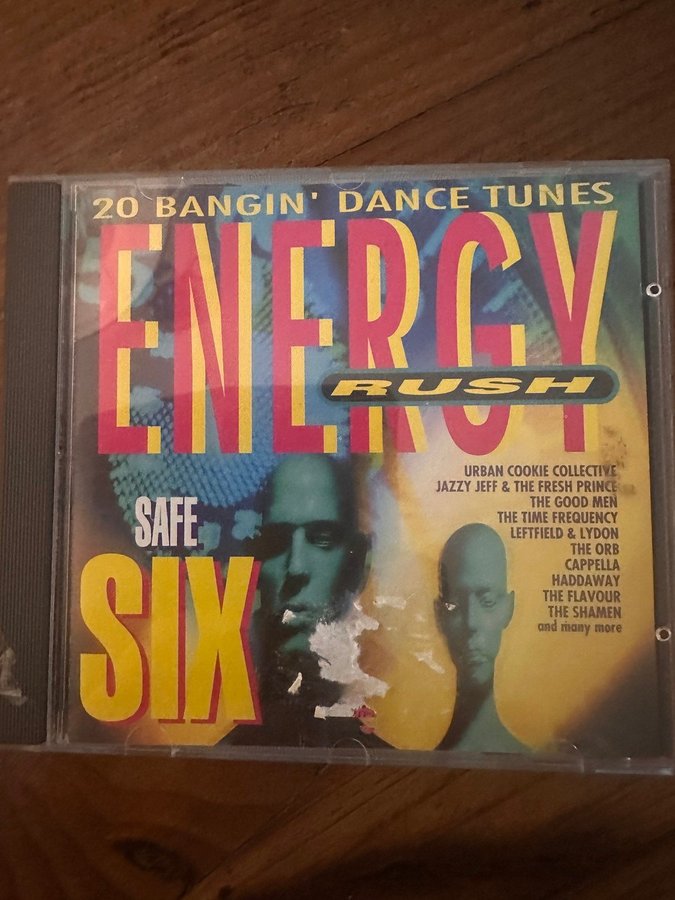 20 BANGIN' DANCE TUNES
ENERGY
RUSH
URBAN COOKIE COLLECTIVE
JAZZY JEFF & THE FRESH PRINCE
THE GOOD MEN
THE TIME FREQUENCY
LEFTFIELD & LYDON
THE ORB
CAPPELLA
HADDAWAY
THE FLAVOUR
THE SHAMEN
and many more
SAFE
SIX